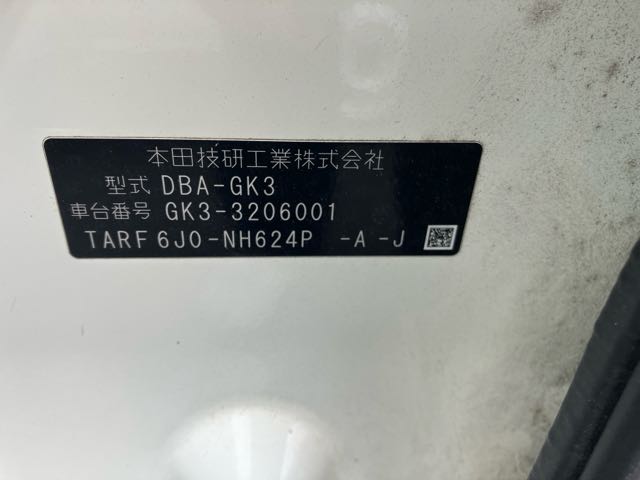 本田技研工業株式会社
型式 DBA-GK3
車台番号 GK3-3206001
TARF 6J0-NH624P -A -J